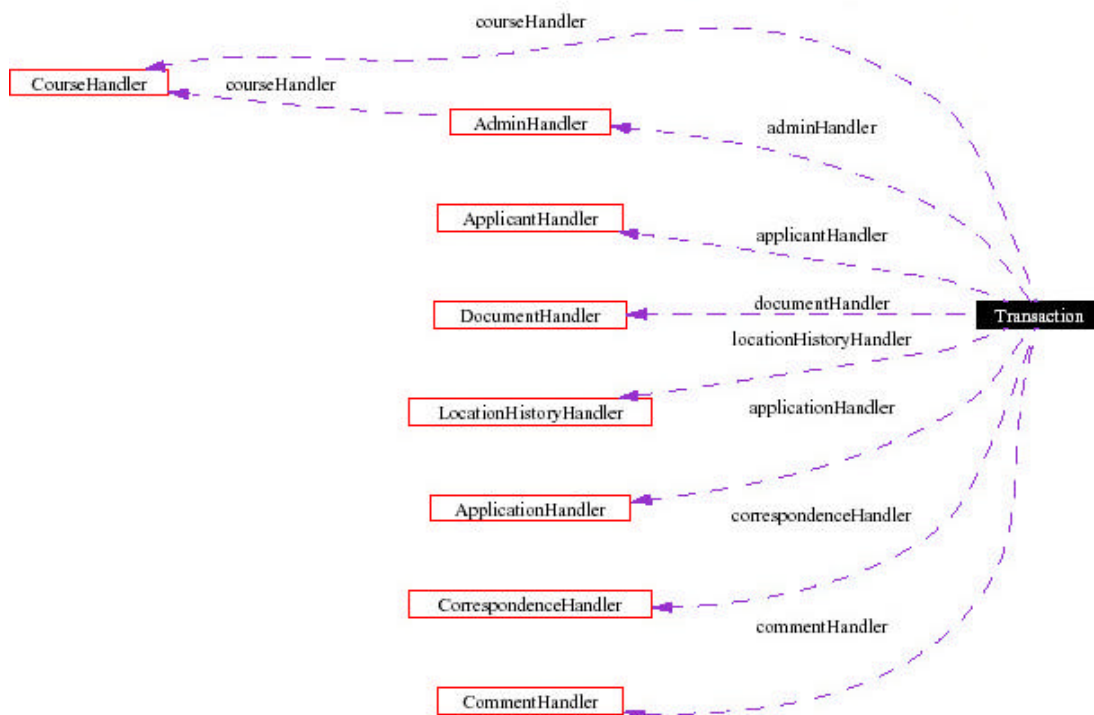 courseHandler
CourseHandler
courseHandler
AdminHandler
adminHandler
ApplicantHandler
applicantHandler
DocumentHandler
documentHandler
Transaction
locationHistoryHandler
LocationHistoryHandler
applicationHandler
ApplicationHandler
correspondenceHandler
CorrespondenceHandler
commentHandler
CommentHandler